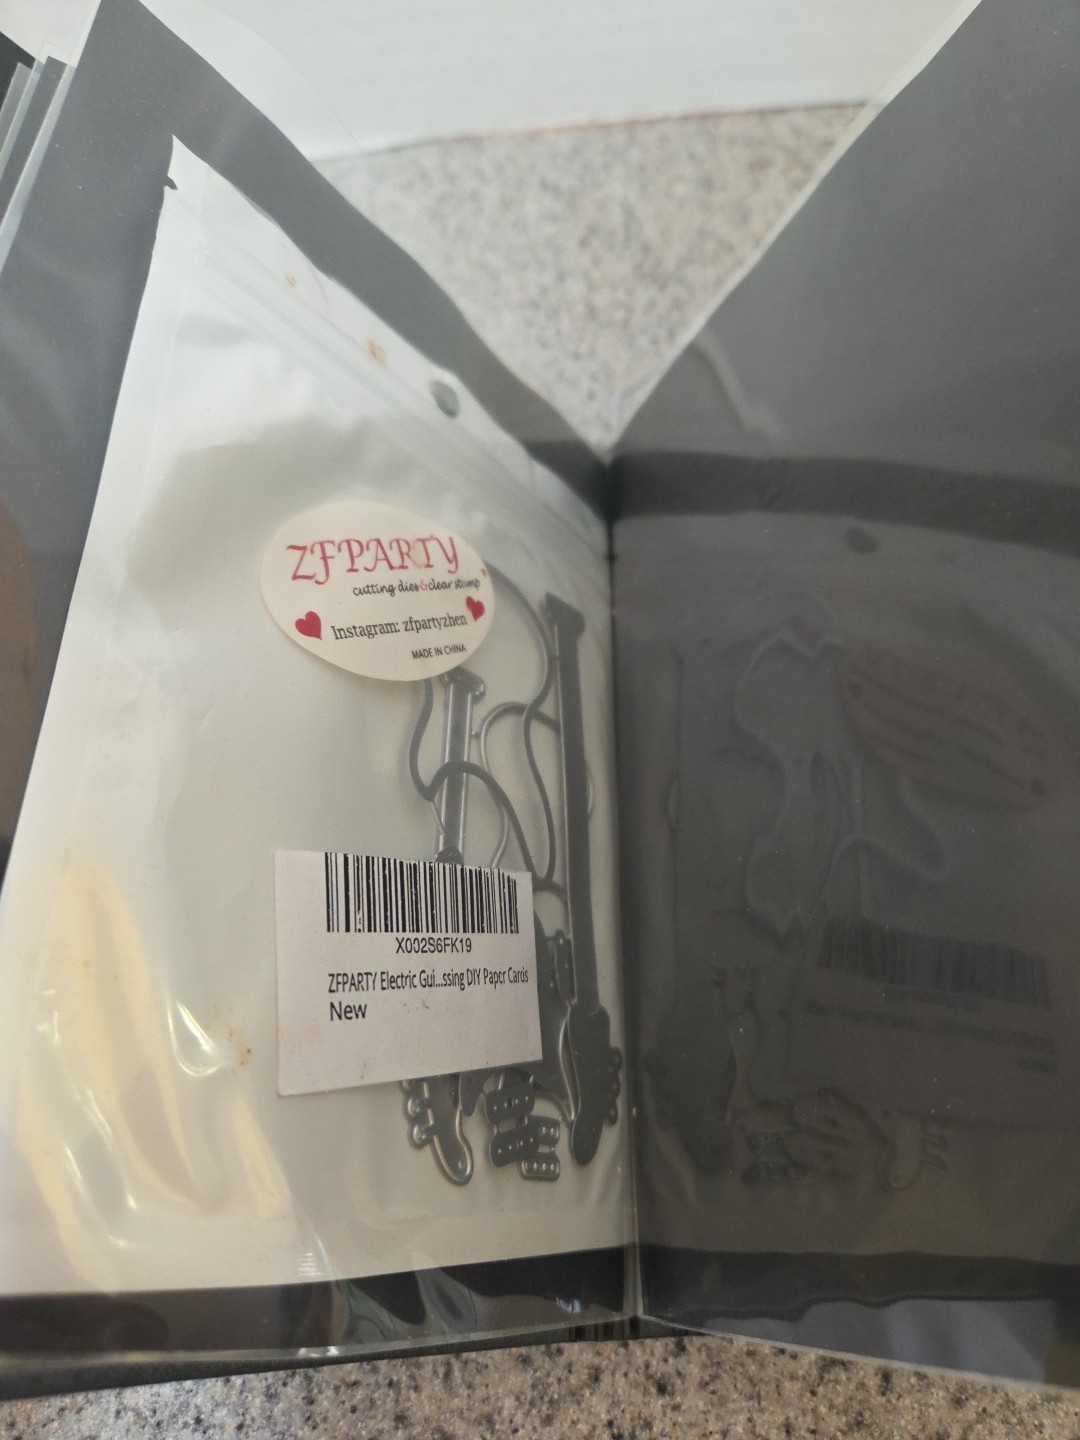 ZFPARTY
cutting dies&clear stamp
Instagram: zfpartyzhen
MADE IN CHINA
X002S6FK19
ZFPARTY Electric Gui...ssing DIY Paper Cards
New